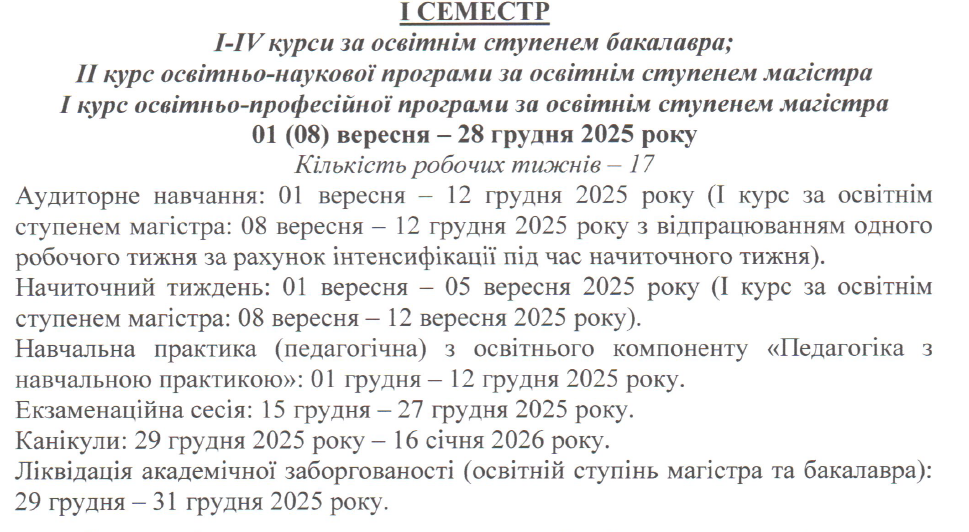 І СЕМЕСТР
І-ІV курси за освітнім ступенем бакалавра;
ІІ курс освітньо-наукової програми за освітнім ступенем магістра
І курс освітньо-професійної програми за освітнім ступенем магістра
01 (08) вересня – 28 грудня 2025 року
Кількість робочих тижнів – 17
Аудиторне навчання: 01 вересня – 12 грудня 2025 року (І курс за освітнім
ступенем магістра: 08 вересня – 12 грудня 2025 року з відпрацюванням одного
робочого тижня за рахунок інтенсифікації під час начиточного тижня).
Начиточний тиждень: 01 вересня – 05 вересня 2025 року (І курс за освітнім
ступенем магістра: 08 вересня – 12 вересня 2025 року).
Навчальна практика (педагогічна) з освітнього компоненту «Педагогіка з
навчальною практикою»: 01 грудня – 12 грудня 2025 року.
Екзаменаційна сесія: 15 грудня – 27 грудня 2025 року.
Канікули: 29 грудня 2025 року – 16 січня 2026 року.
Ліквідація академічної заборгованості (освітній ступінь магістра та бакалавра):
29 грудня – 31 грудня 2025 року.